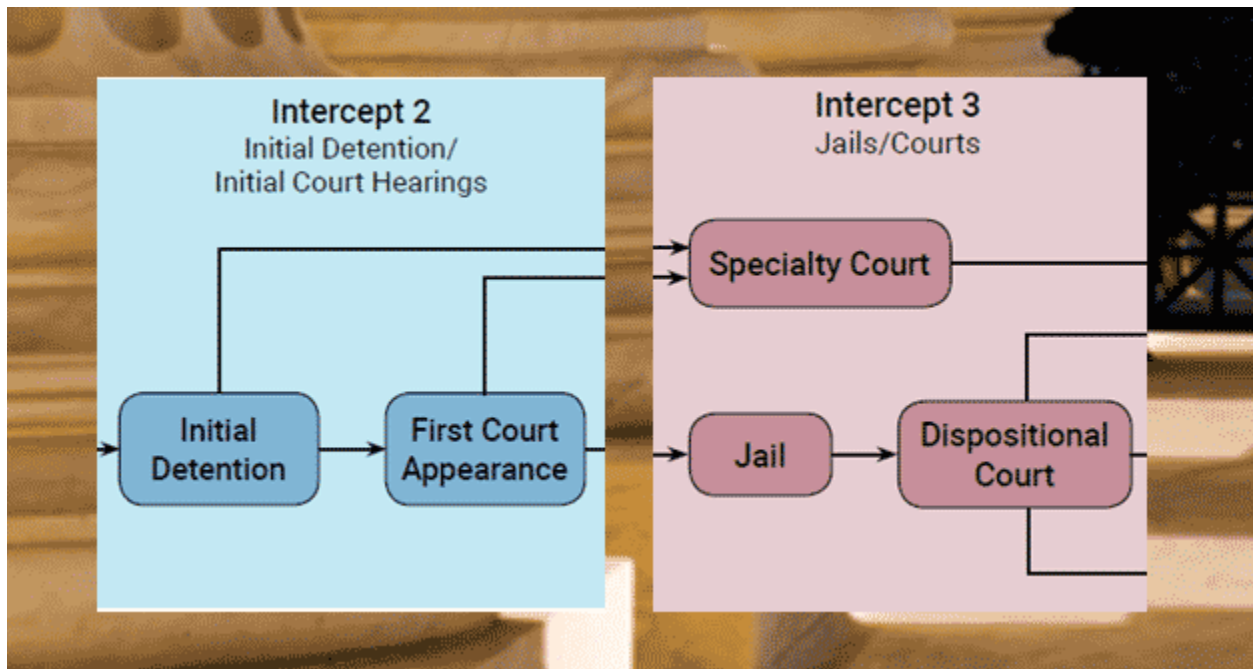 Intercept 2
Initial Detention/
Initial Court Hearings
Initial
Detention
First Court
Appearance
Intercept 3
Jails/Courts
Specialty Court
Jail
Dispositional
Court